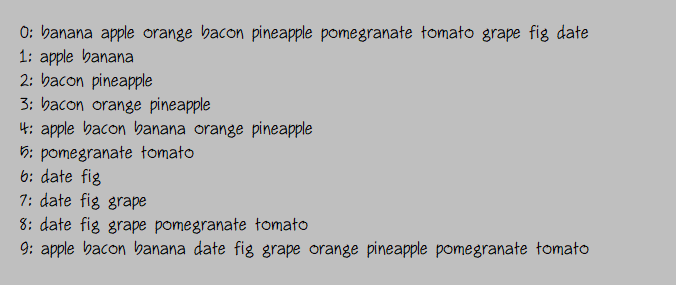 0: banana apple orange bacon pineapple pomegranate tomato grape fig date
1: apple banana
2: bacon pineapple
3: bacon orange pineapple
4: apple bacon banana orange pineapple
5: pomegranate tomato
6: date fig
7: date fig grape
8: date fig grape pomegranate tomato
9: apple bacon banana date fig grape orange pineapple pomegranate tomato